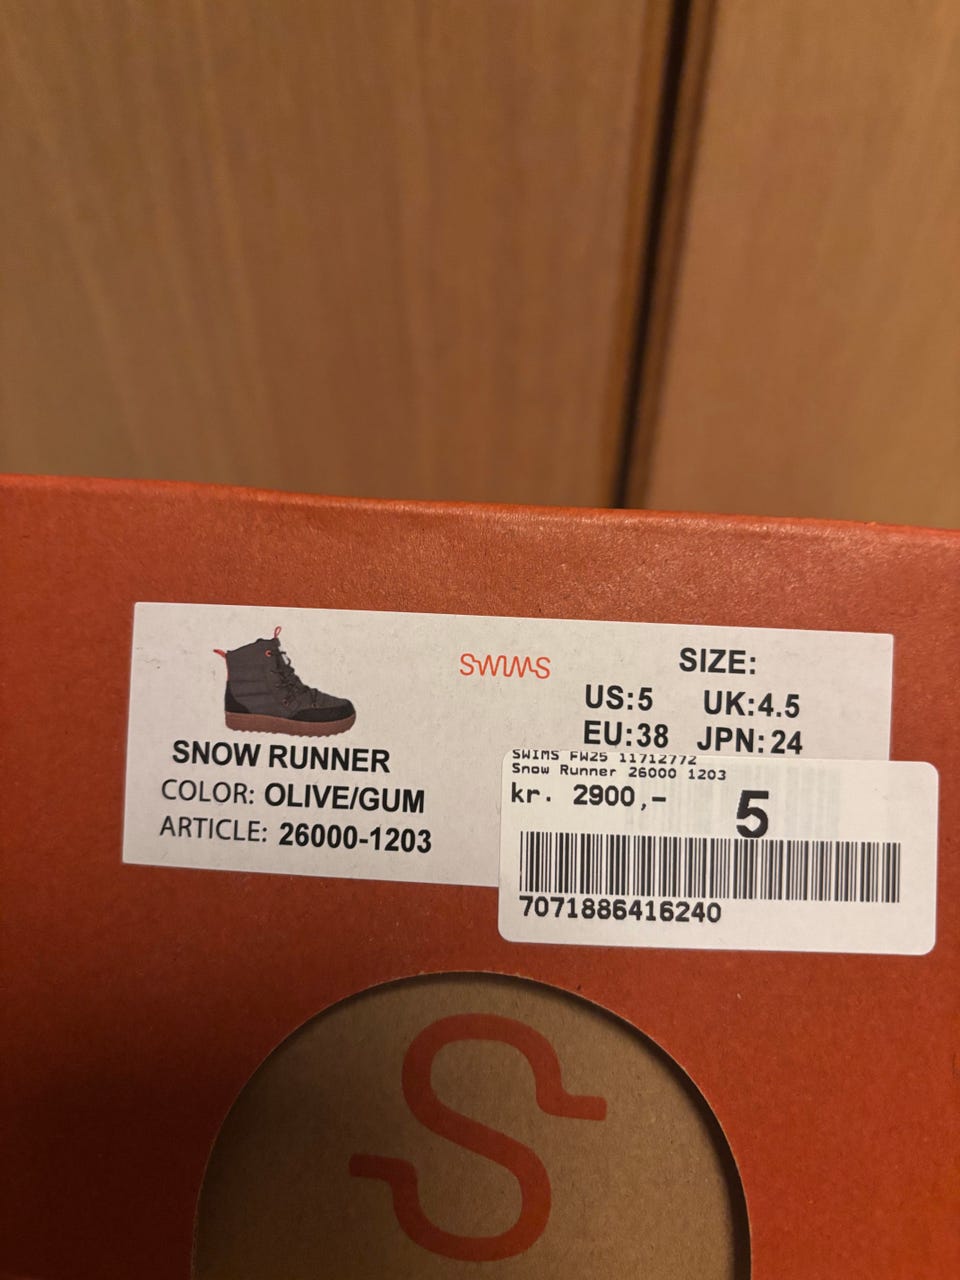 SWIMS
SIZE:
US:5 UK:4.5
EU:38 JPN:24
SNOW RUNNER
COLOR: OLIVE/GUM
ARTICLE: 26000-1203
SWIMS FW25 11712772
Snow Runner 26000 1203
kr. 2900,-
5
7071886416240
S